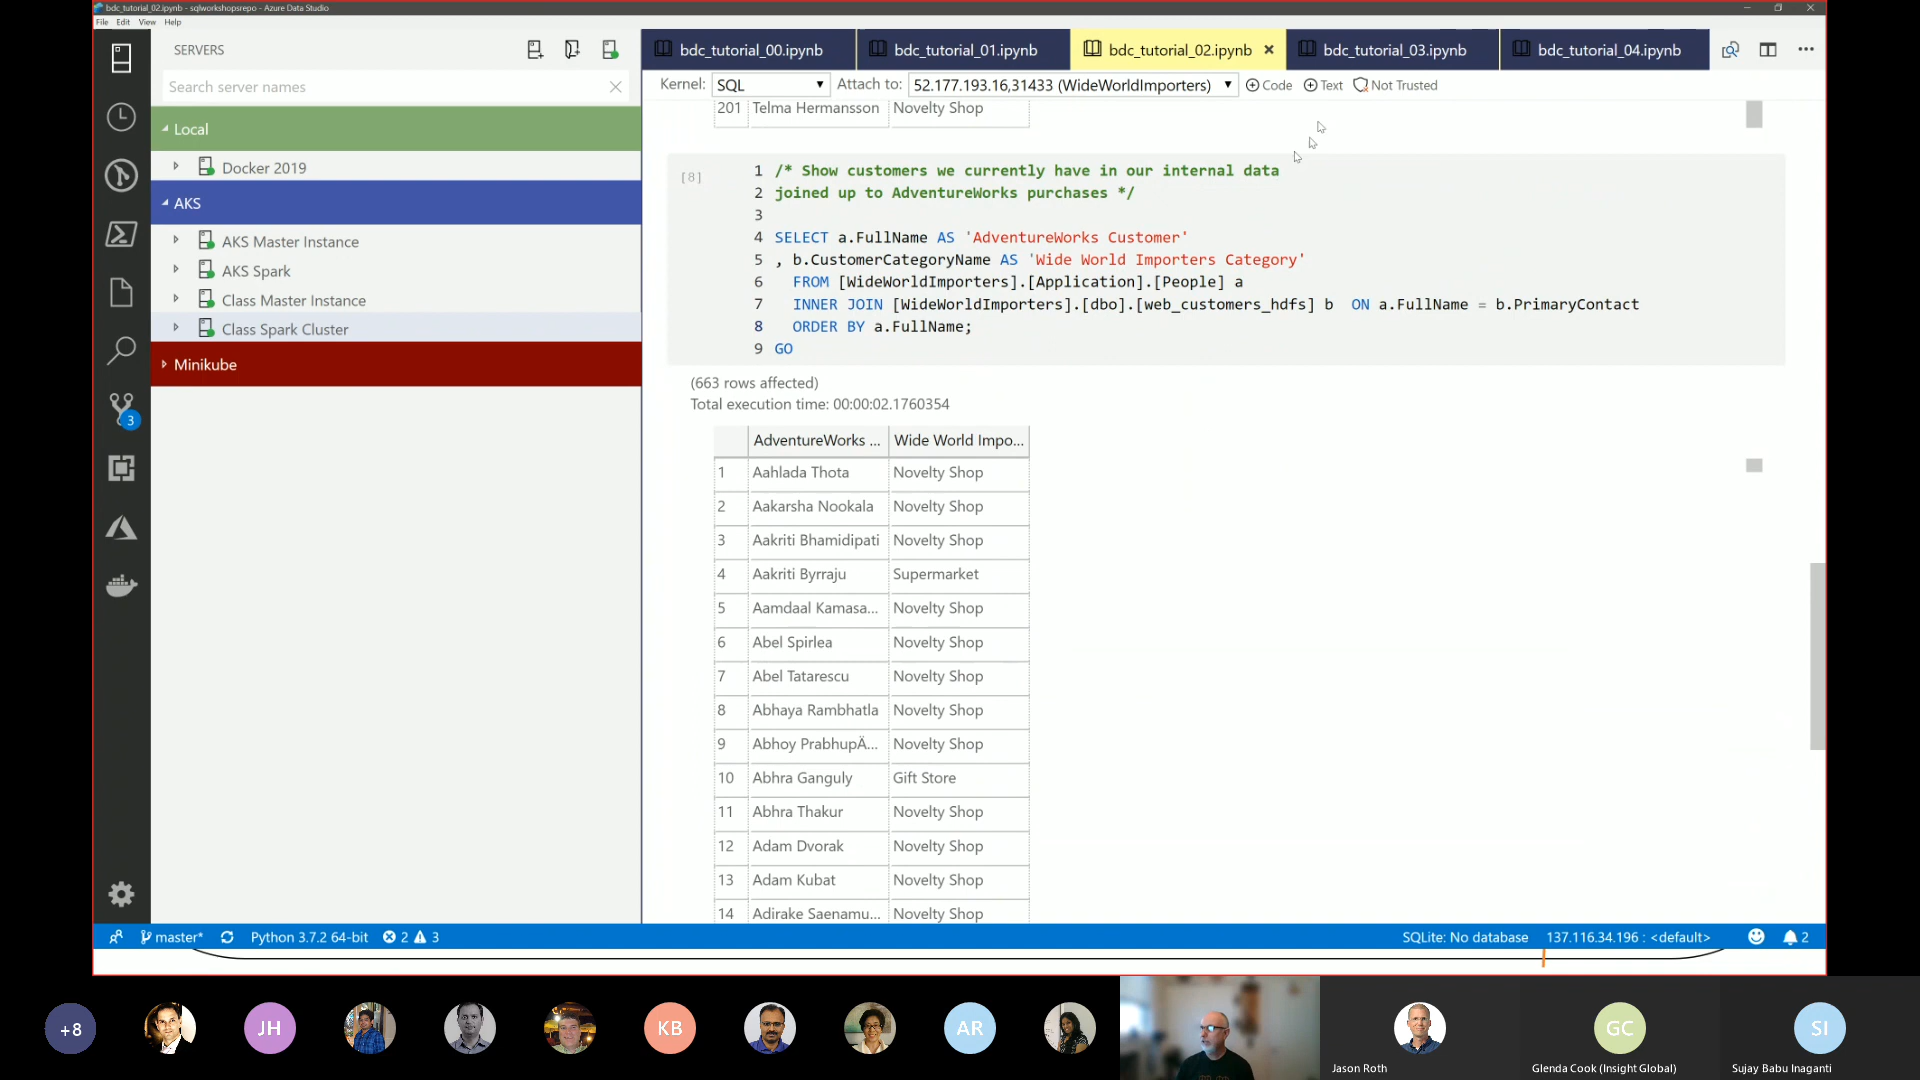 bdc_tutorial_02.ipynb - sqlworkshopsrepo - Azure Data Studio
File Edit View Help
SERVERS
Search server names
Local
Docker 2019
AKS
AKS Master Instance
AKS Spark
Class Master Instance
Class Spark Cluster
Minikube
3
bdc_tutorial_00.ipynb bdc_tutorial_01.ipynb bdc_tutorial_02.ipynb bdc_tutorial_03.ipynb bdc_tutorial_04.ipynb
Kernel: SQL Attach to: 52.177.193.16,31433 (WideWorldImporters) Code Text Not Trusted
201 Telma Hermansson Novelty Shop
[8]
1 /* Show customers we currently have in our internal data
2 joined up to AdventureWorks purchases */
3
4 SELECT a.FullName AS 'AdventureWorks Customer'
5 , b.CustomerCategoryName AS 'Wide World Importers Category'
6 FROM [WideWorldImporters].[Application].[People] a
7 INNER JOIN [WideWorldImporters].[dbo].[web_customers_hdfs] b ON a.FullName = b.PrimaryContact
8 ORDER BY a.FullName;
9 GO
(663 rows affected)
Total execution time: 00:00:02.1760354
AdventureWorks ... Wide World Impo...
1 Aahlada Thota Novelty Shop
2 Aakarsha Nookala Novelty Shop
3 Aakriti Bhamidipati Novelty Shop
4 Aakriti Byrraju Supermarket
5 Aamdaal Kamasa... Novelty Shop
6 Abel Spirlea Novelty Shop
7 Abel Tatarescu Novelty Shop
8 Abhaya Rambhatla Novelty Shop
9 Abhoy PrabhupÄ... Novelty Shop
10 Abhra Ganguly Gift Store
11 Abhra Thakur Novelty Shop
12 Adam Dvorak Novelty Shop
13 Adam Kubat Novelty Shop
14 Adirake Saenamu... Novelty Shop
master* Python 3.7.2 64-bit 2 3 SQLite: No database 137.116.34.196 : <default> 2
+8 JH KB AR GC SI
Jason Roth Glenda Cook (Insight Global) Sujay Babu Inaganti